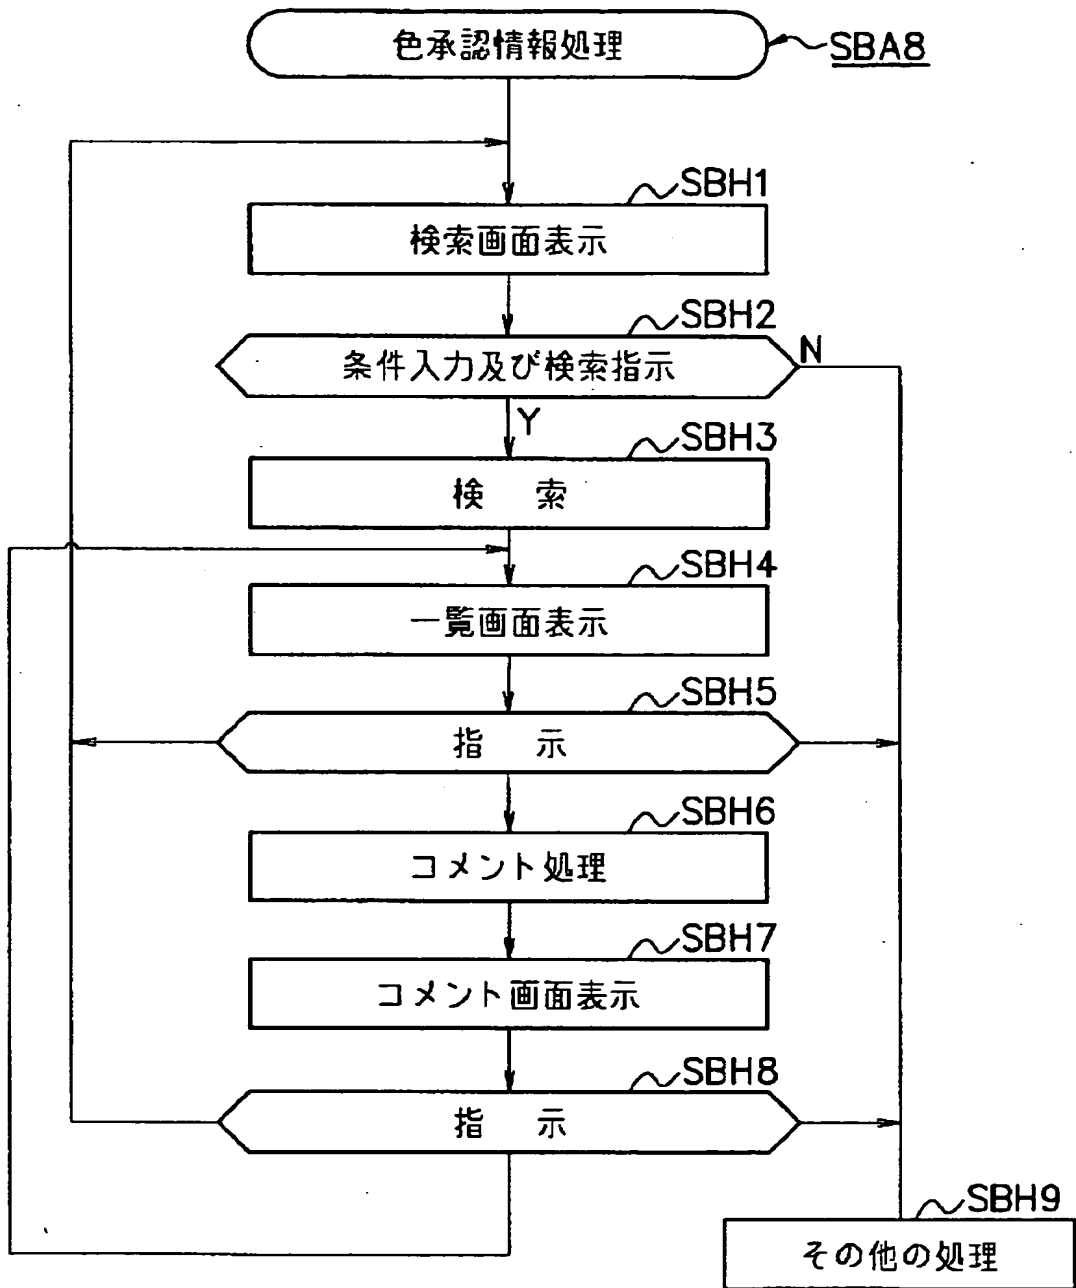 色承認情報処理
SBA8
SBH1
検索画面表示
SBH2
条件入力及び検索指示
N
Y
SBH3
検 索
SBH4
一覧画面表示
SBH5
指 示
SBH6
コメント処理
SBH7
コメント画面表示
SBH8
指 示
SBH9
その他の処理